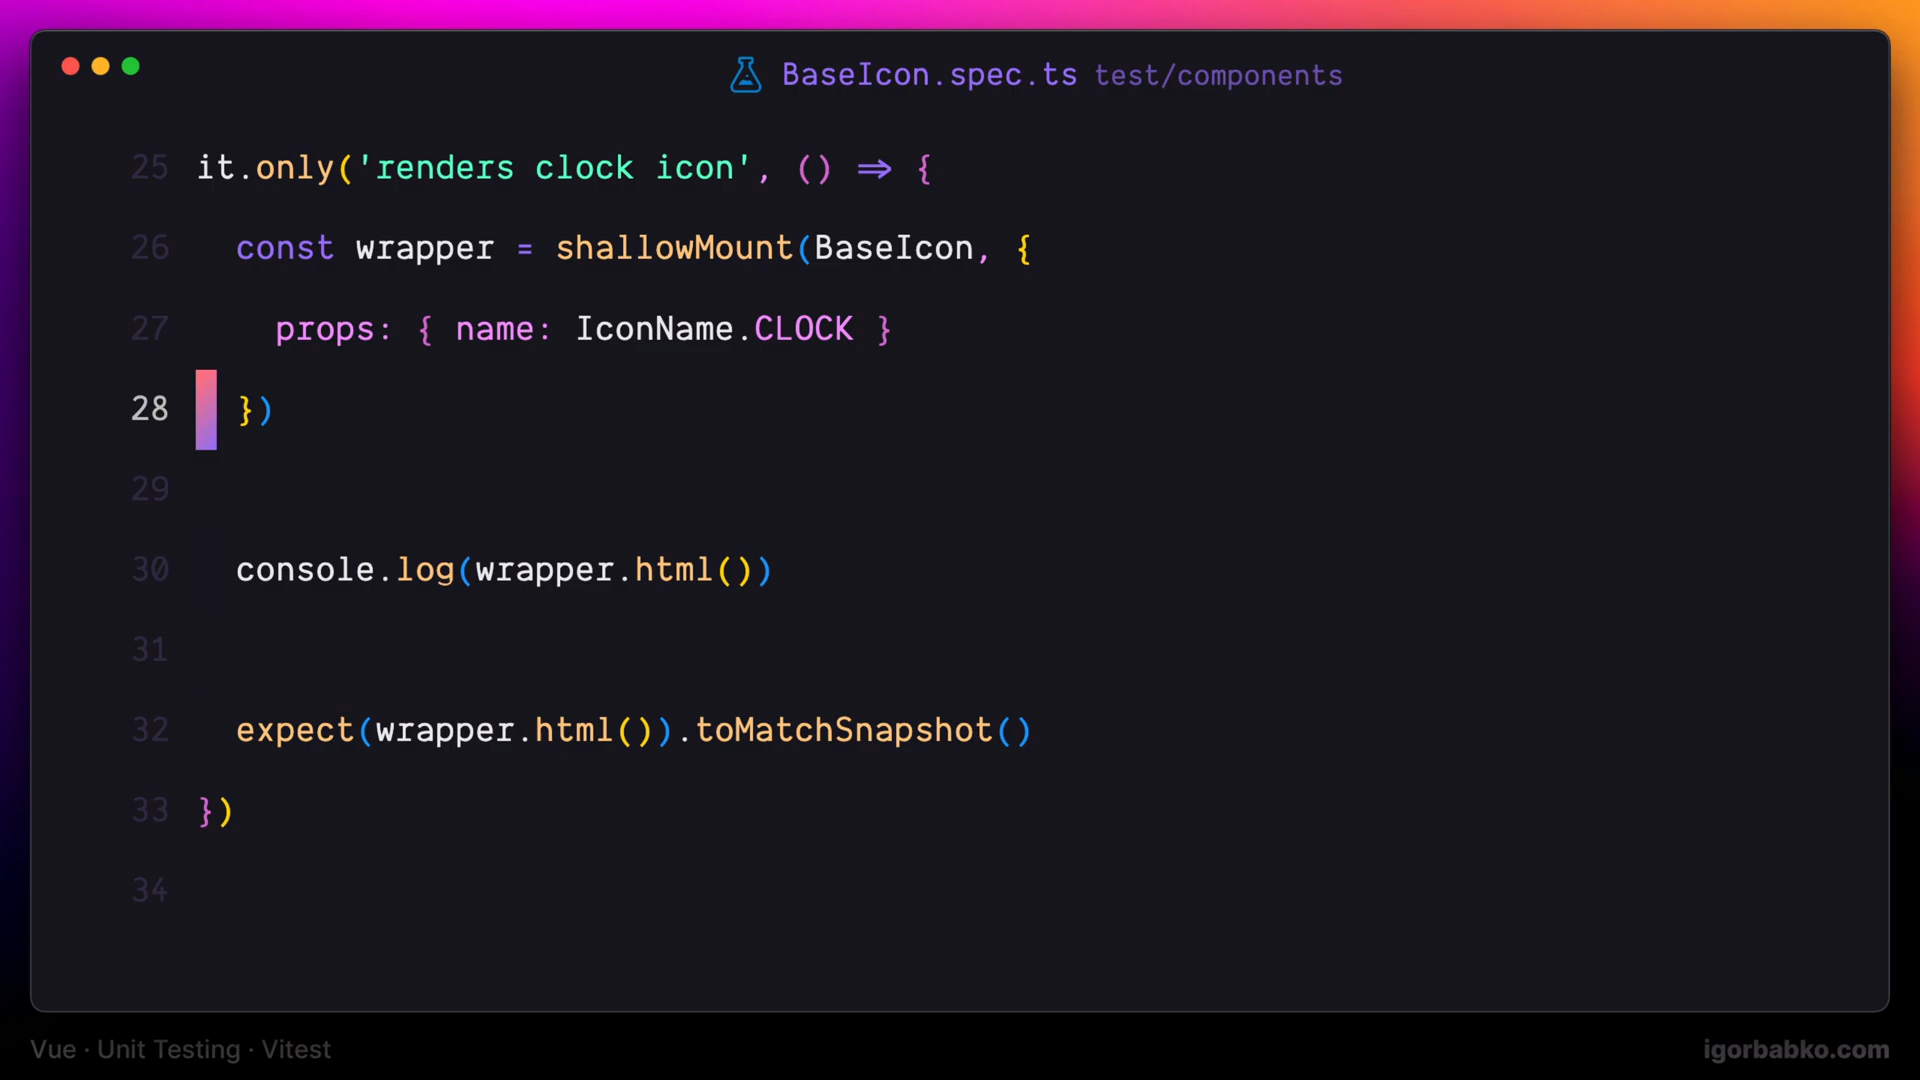 BaseIcon.spec.ts test/components
25 it.only('renders clock icon', () => {
26 const wrapper = shallowMount(BaseIcon, {
27 props: { name: IconName.CLOCK }
28 })
29
30 console.log(wrapper.html())
31
32 expect(wrapper.html()).toMatchSnapshot()
33 })
34
Vue · Unit Testing · Vitest
igorbabko.com